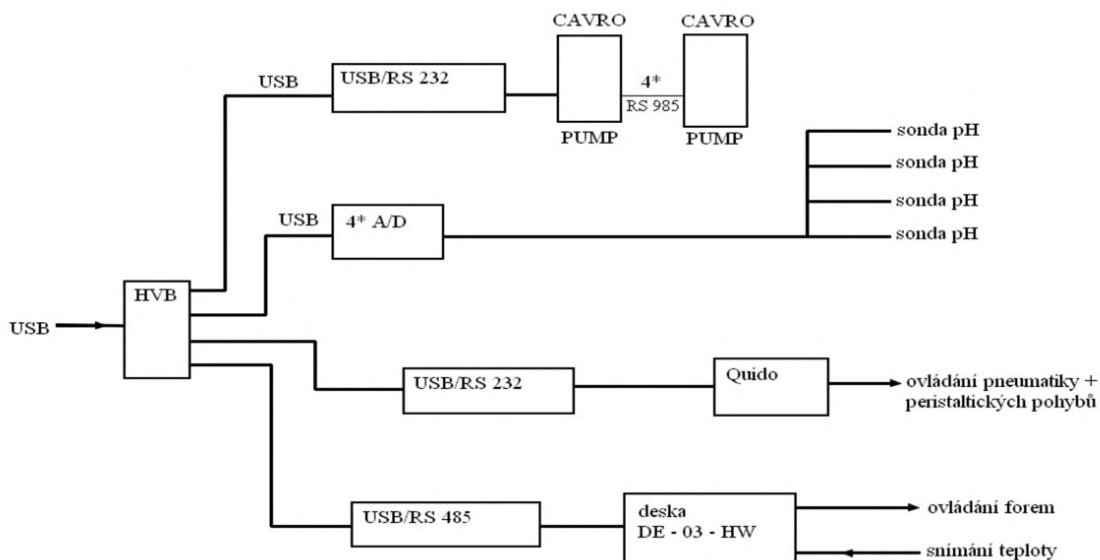 CAVRO
CAVRO
USB
USB/RS 232
4*
RS 985
PUMP
PUMP
sonda pH
sonda pH
sonda pH
sonda pH
USB
4* A/D
HVB
USB
USB/RS 232
Quido
ovládání pneumatiky +
peristaltických pohybů
USB/RS 485
deska
DE - 03 - HW
ovládání forem
snímání teploty